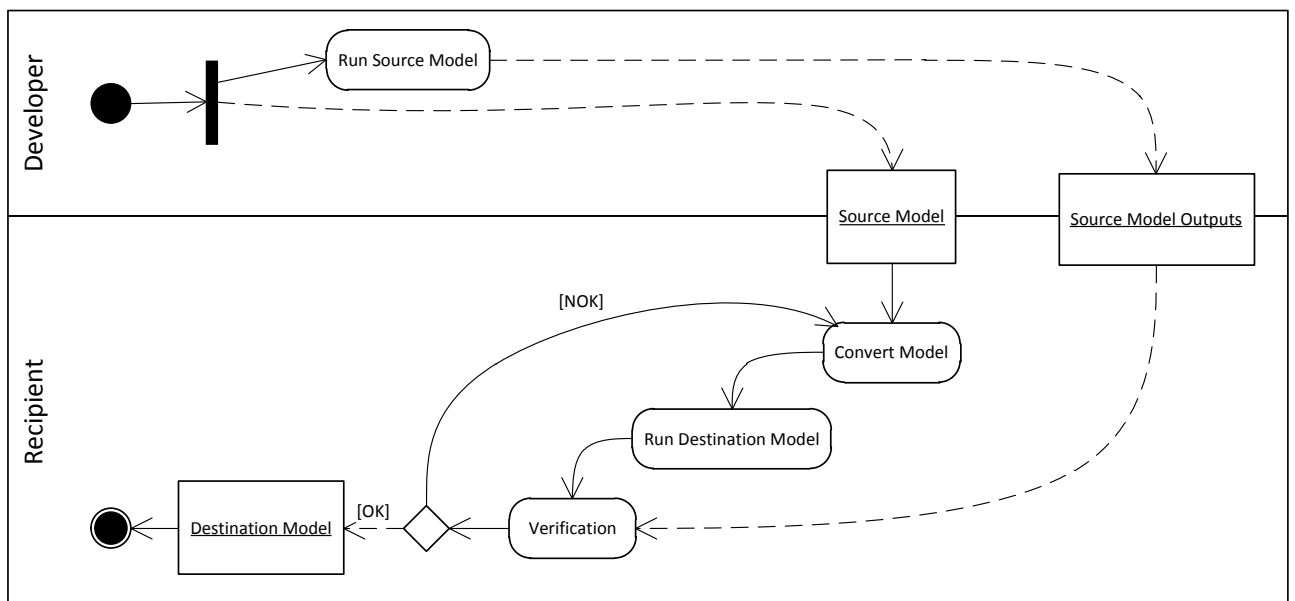 Developer
Run Source Model
Source Model
Source Model Outputs
Recipient
[NOK]
Convert Model
Run Destination Model
[OK]
Destination Model
Verification